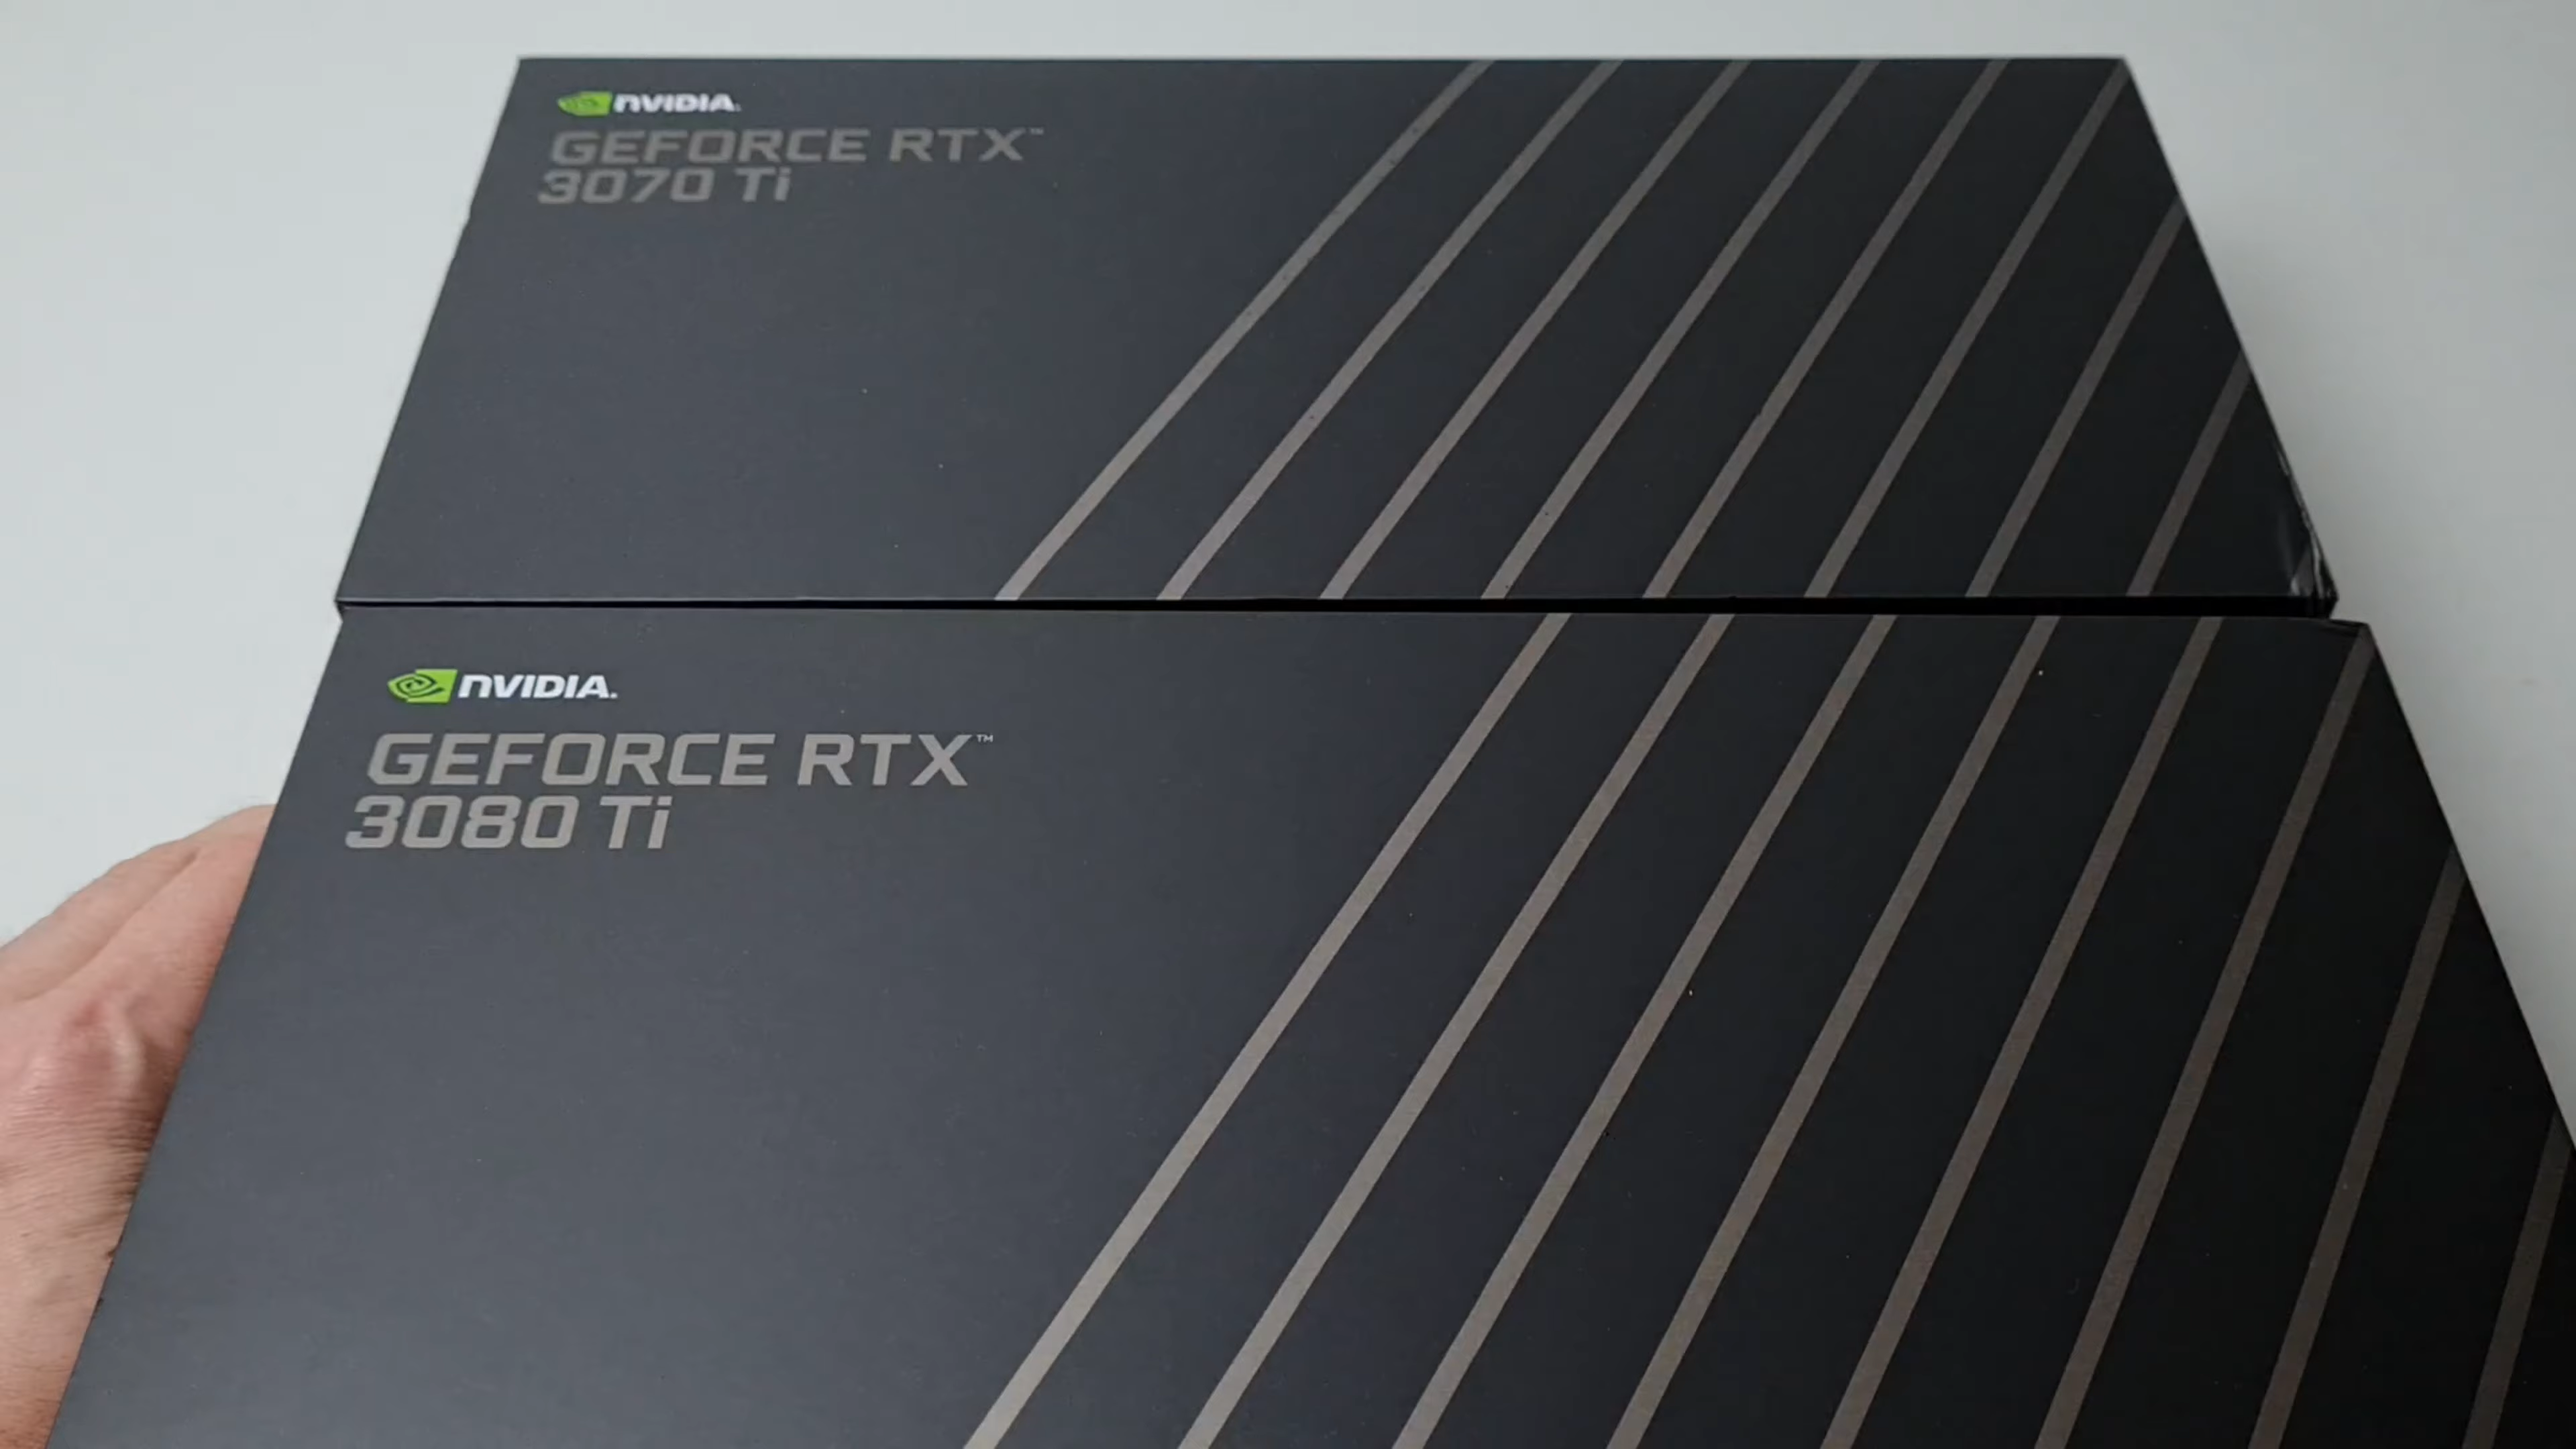 NVIDIA.
GEFORCE RTX™
3070 Ti
NVIDIA.
GEFORCE RTX™
3080 Ti